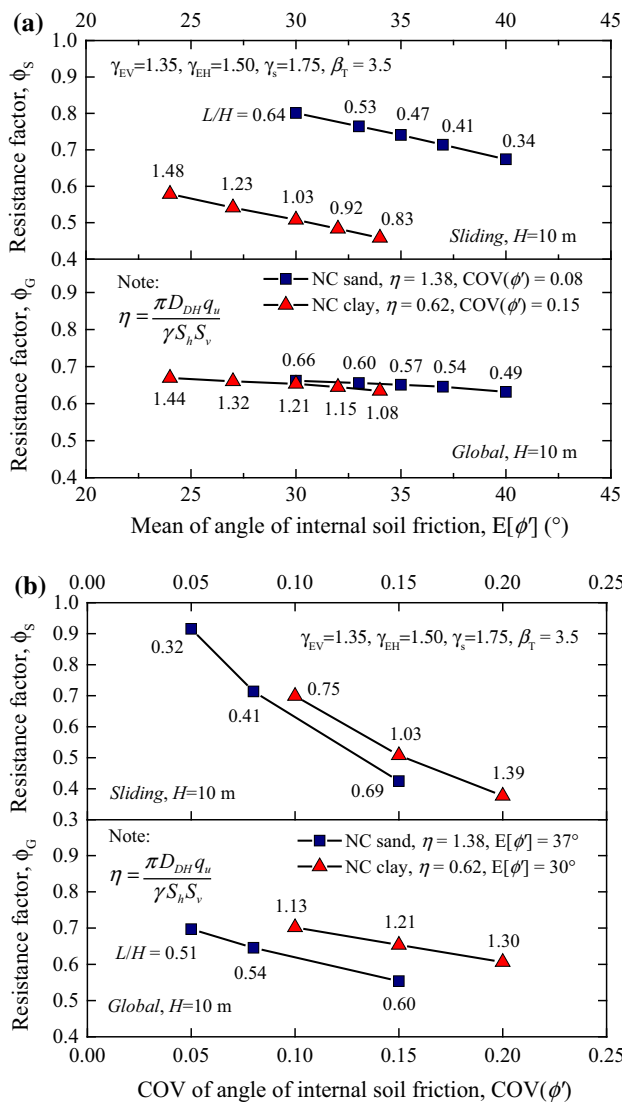 (a)
20 25 30 35 40 45
1.0
γEV=1.35, γEH=1.50, γs=1.75, βT = 3.5
0.9
0.8
L/H = 0.64
0.53
0.47
0.41
0.34
0.7
0.6
1.48
1.23
1.03
0.92
0.83
0.5
Sliding, H=10 m
0.4
Resistance factor, ϕS
Note:
η = πDDHqu / γShSv
NC sand, η = 1.38, COV(ϕ′) = 0.08
NC clay, η = 0.62, COV(ϕ′) = 0.15
0.9
0.8
0.7
0.66
0.60
0.57
0.54
0.49
0.6
1.44
1.32
1.21
1.15
1.08
0.5
Global, H=10 m
0.4
Resistance factor, ϕG
20 25 30 35 40 45
Mean of angle of internal soil friction, E[ϕ′] (°)
(b)
0.00 0.05 0.10 0.15 0.20 0.25
1.0
γEV=1.35, γEH=1.50, γs=1.75, βT = 3.5
0.9
0.32
0.8
0.7
0.41
0.75
0.6
0.5
1.03
0.4
0.69
1.39
Sliding, H=10 m
0.3
Resistance factor, ϕS
Note:
η = πDDHqu / γShSv
NC sand, η = 1.38, E[ϕ′] = 37°
NC clay, η = 0.62, E[ϕ′] = 30°
0.9
0.8
1.13
0.7
1.21
1.30
L/H = 0.51
0.54
0.6
0.60
0.5
Global, H=10 m
0.4
Resistance factor, ϕG
0.00 0.05 0.10 0.15 0.20 0.25
COV of angle of internal soil friction, COV(ϕ′)